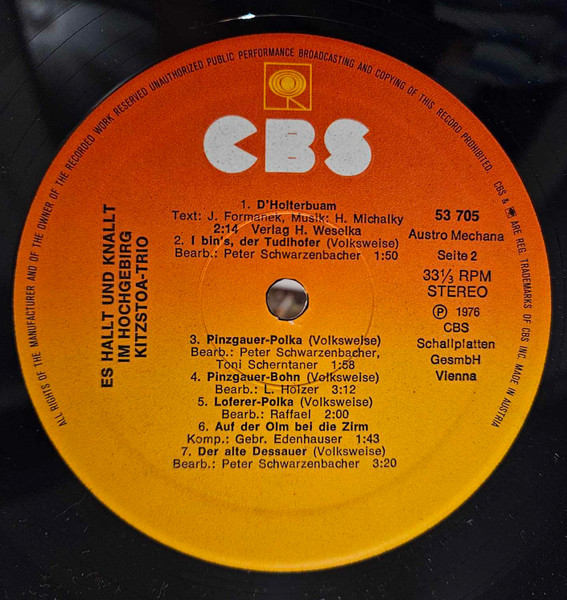 ALL RIGHTS OF THE MANUFACTURER AND OF THE OWNER OF THE RECORDED WORK RESERVED UNAUTHORIZED PUBLIC PERFORMANCE BROADCASTING AND COPYING OF THIS RECORD PROHIBITED. CBS & ARE REG. TRADEMARKS OF CBS INC. MADE IN AUSTRIA
CBS
ES HALLT UND KNALLT
IM HOCHGEBIRG
KITZSTOA-TRIO
1. D'Holterbuam
Text: J. Formanek, Musik: H. Michalky
2:14 Verlag H. Weselka
2. I bin's, der Tudlhofer (Volksweise)
Bearb.: Peter Schwarzenbacher 1:50
53 705
Austro Mechana
Seite 2
33⅓ RPM
STEREO
Ⓟ 1976
CBS
Schallplatten
GesmbH
Vienna
3. Pinzgauer-Polka (Volksweise)
Bearb.: Peter Schwarzenbacher,
Toni Scherntaner 1:58
4. Pinzgauer-Bohn (Volksweise)
Bearb.: L. Holzer 3:12
5. Loferer-Polka (Volksweise)
Bearb.: Raffael 2:00
6. Auf der Olm bei die Zirm
Komp.: Gebr. Edenhauser 1:43
7. Der alte Dessauer (Volksweise)
Bearb.: Peter Schwarzenbacher 3:20